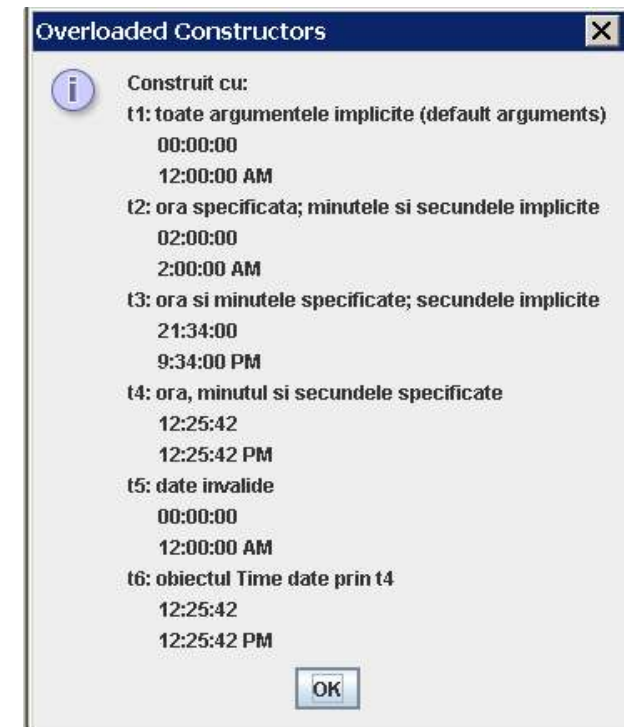 Overloaded Constructors
Construit cu:
t1: toate argumentele implicite (default arguments)
00:00:00
12:00:00 AM
t2: ora specificata; minutele si secundele implicite
02:00:00
2:00:00 AM
t3: ora si minutele specificate; secundele implicite
21:34:00
9:34:00 PM
t4: ora, minutul si secundele specificate
12:25:42
12:25:42 PM
t5: date invalide
00:00:00
12:00:00 AM
t6: obiectul Time date prin t4
12:25:42
12:25:42 PM
OK